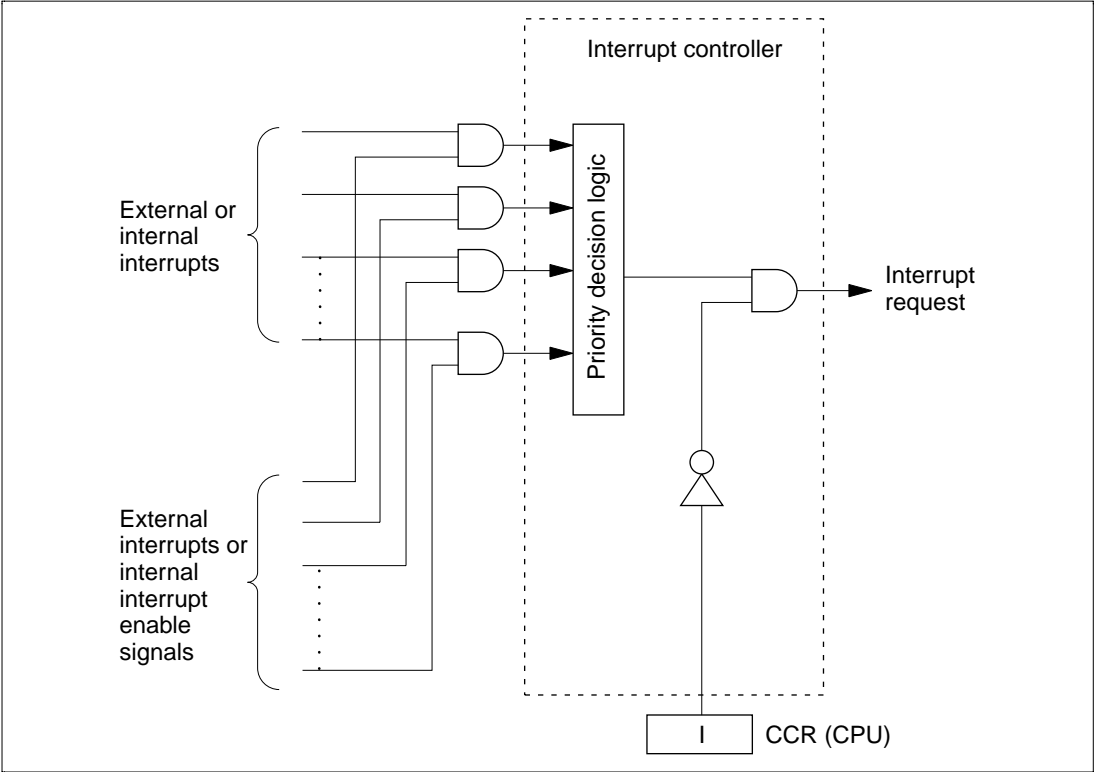 Interrupt controller
External or
internal
interrupts
Priority decision logic
Interrupt
request
External
interrupts or
internal
interrupt
enable
signals
I
CCR (CPU)